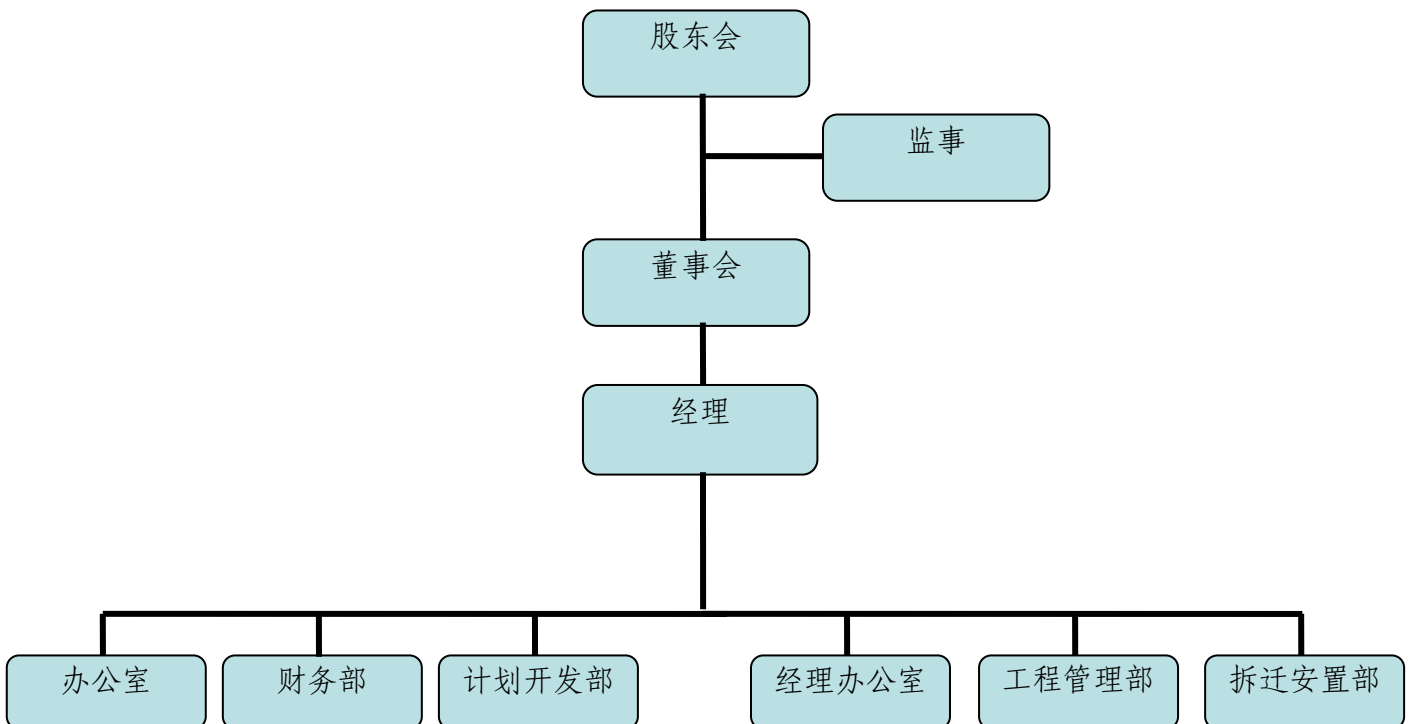 股东会
监事
董事会
经理
办公室
财务部
计划开发部
经理办公室
工程管理部
拆迁安置部